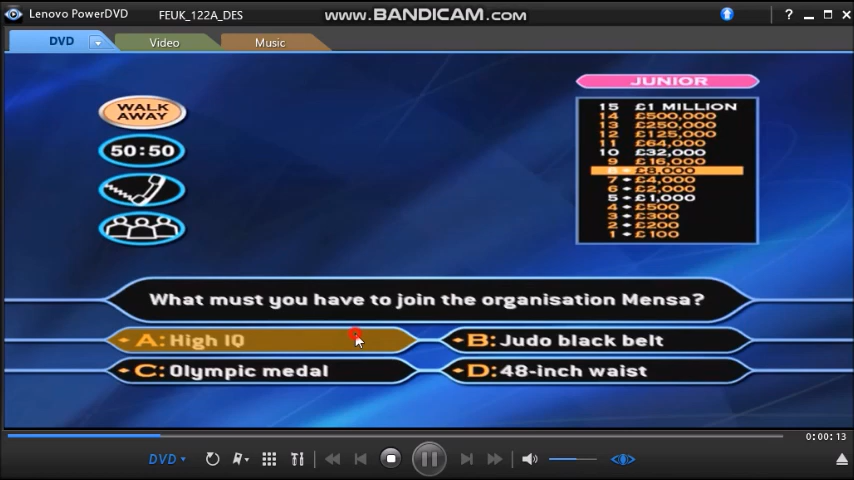 Lenovo PowerDVD
FEUK_122A_DES
www.BANDICAM.com
?
DVD
Video
Music
WALK
AWAY
50:50
JUNIOR
15 £1 MILLION
14 £500,000
13 £250,000
12 £125,000
11 £64,000
10 £32,000
9 £16,000
8 £8,000
7 £4,000
6 £2,000
5 £1,000
4 £500
3 £300
2 £200
1 £100
What must you have to join the organisation Mensa?
A: High IQ
B: Judo black belt
C: Olympic medal
D: 48-inch waist
0:00:13
DVD